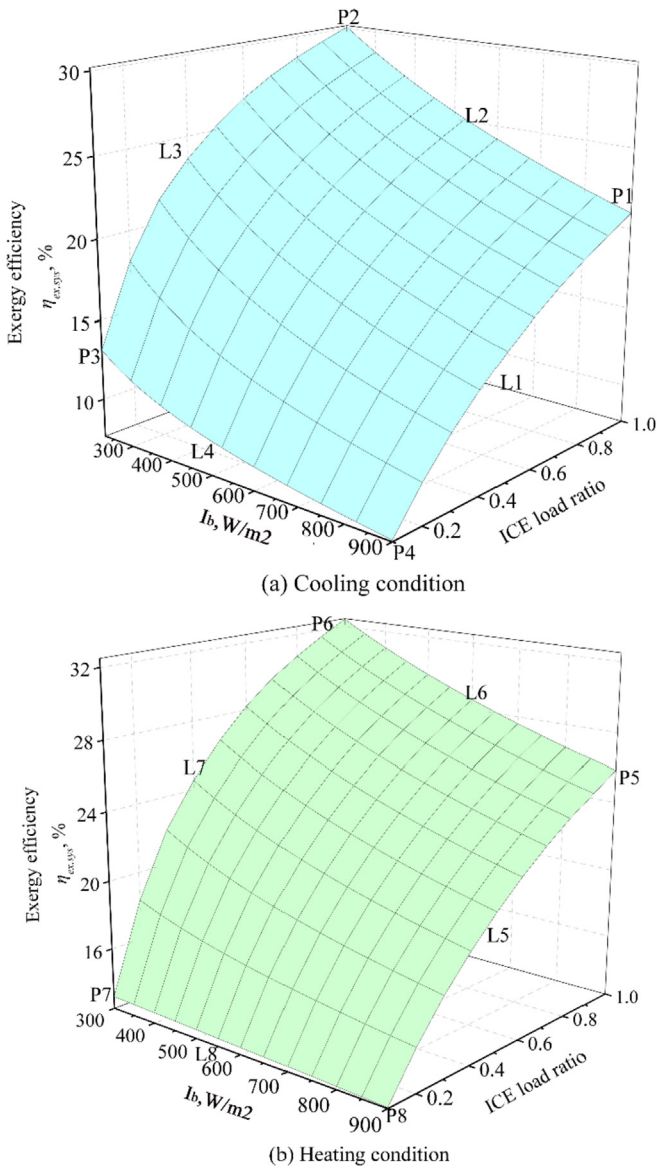 P2
30
L2
25
L3
P1
20
Exergy efficiency
ηex,sys, %
15
P3
L1
10
1.0
0.8
300
L4
0.6
400
500
0.4
ICE load ratio
600
700
0.2
Ib, W/m2
800
900
P4
(a) Cooling condition
P6
32
L6
28
L7
P5
24
Exergy efficiency
ηex,sys, %
20
L5
16
P7
1.0
300
0.8
400
0.6
500
L8
600
0.4
ICE load ratio
700
0.2
Ib, W/m2
800
900
P8
(b) Heating condition